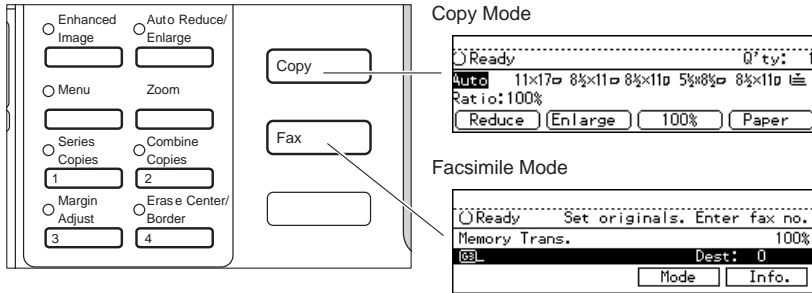 Enhanced Image
Auto Reduce/ Enlarge
Menu
Zoom
Series Copies
Combine Copies
1
2
Margin Adjust
Erase Center/ Border
3
4
Copy
Fax
Copy Mode
Ready Q'ty: 1
Auto 11×17 8½×11 8½×11 5½×8½ 8½×11
Ratio:100%
Reduce Enlarge 100% Paper
Facsimile Mode
Ready Set originals. Enter fax no.
Memory Trans. 100%
G3 Dest: 0
Mode Info.